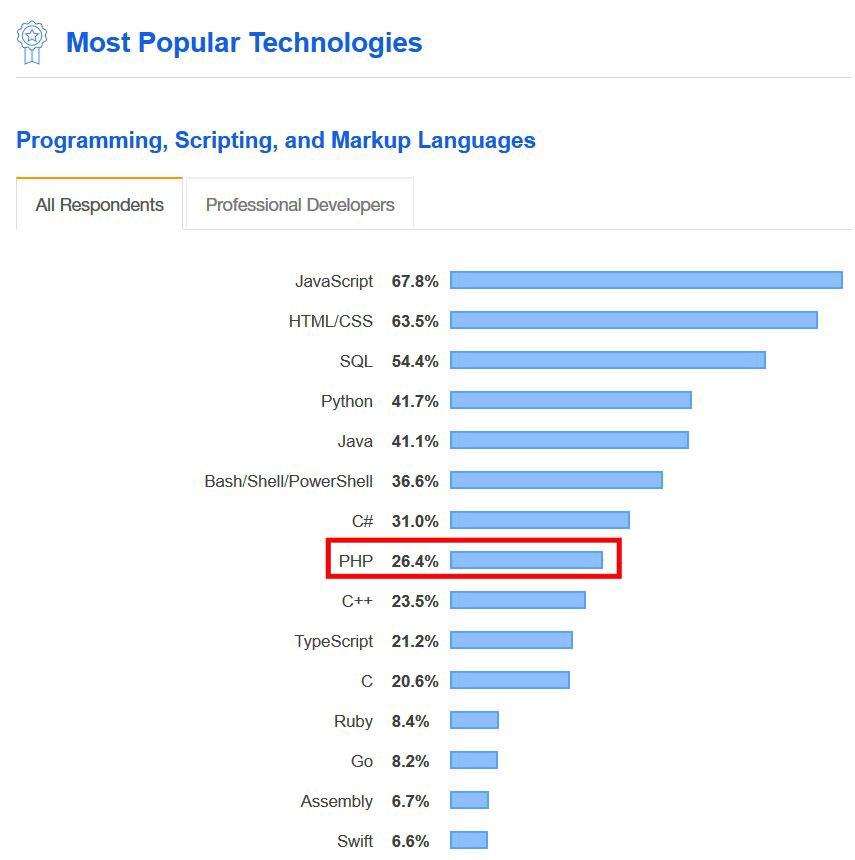 Most Popular Technologies
Programming, Scripting, and Markup Languages
All Respondents Professional Developers
JavaScript 67.8%
HTML/CSS 63.5%
SQL 54.4%
Python 41.7%
Java 41.1%
Bash/Shell/PowerShell 36.6%
C# 31.0%
PHP 26.4%
C++ 23.5%
TypeScript 21.2%
C 20.6%
Ruby 8.4%
Go 8.2%
Assembly 6.7%
Swift 6.6%